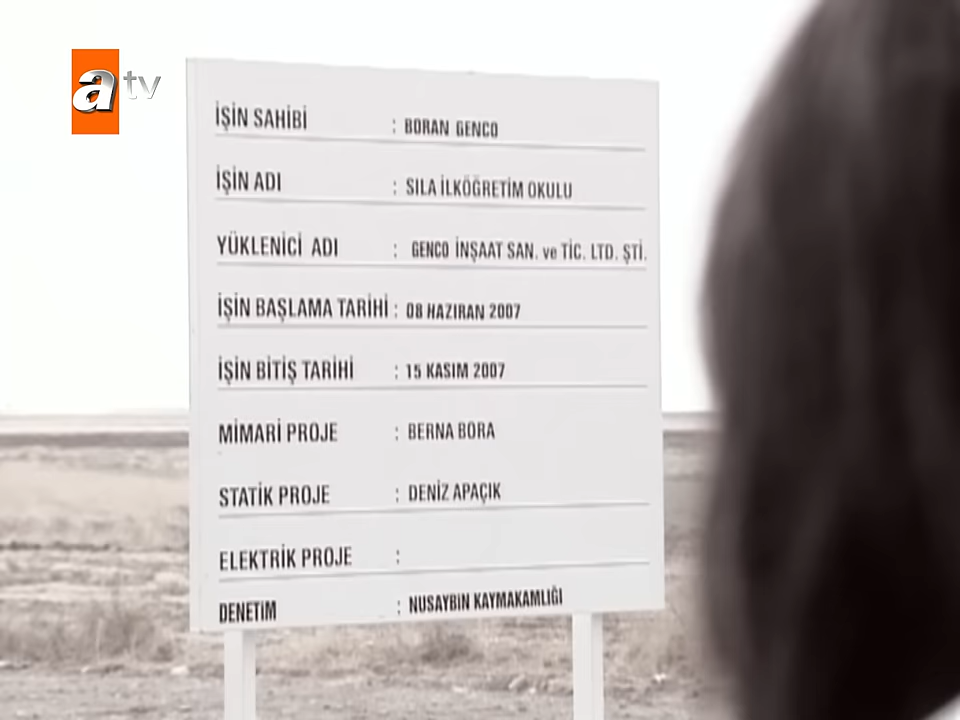 atv
İŞİN SAHİBİ : BORAN GENCO
İŞİN ADI : SILA İLKÖĞRETİM OKULU
YÜKLENİCİ ADI : GENCO İNŞAAT SAN. ve TİC. LTD. ŞTİ.
İŞİN BAŞLAMA TARİHİ : 08 HAZIRAN 2007
İŞİN BİTİŞ TARİHİ : 15 KASIM 2007
MİMARİ PROJE : BERNA BORA
STATİK PROJE : DENİZ APAÇIK
ELEKTRİK PROJE :
DENETİM : NUSAYBİN KAYMAKAMLIĞI